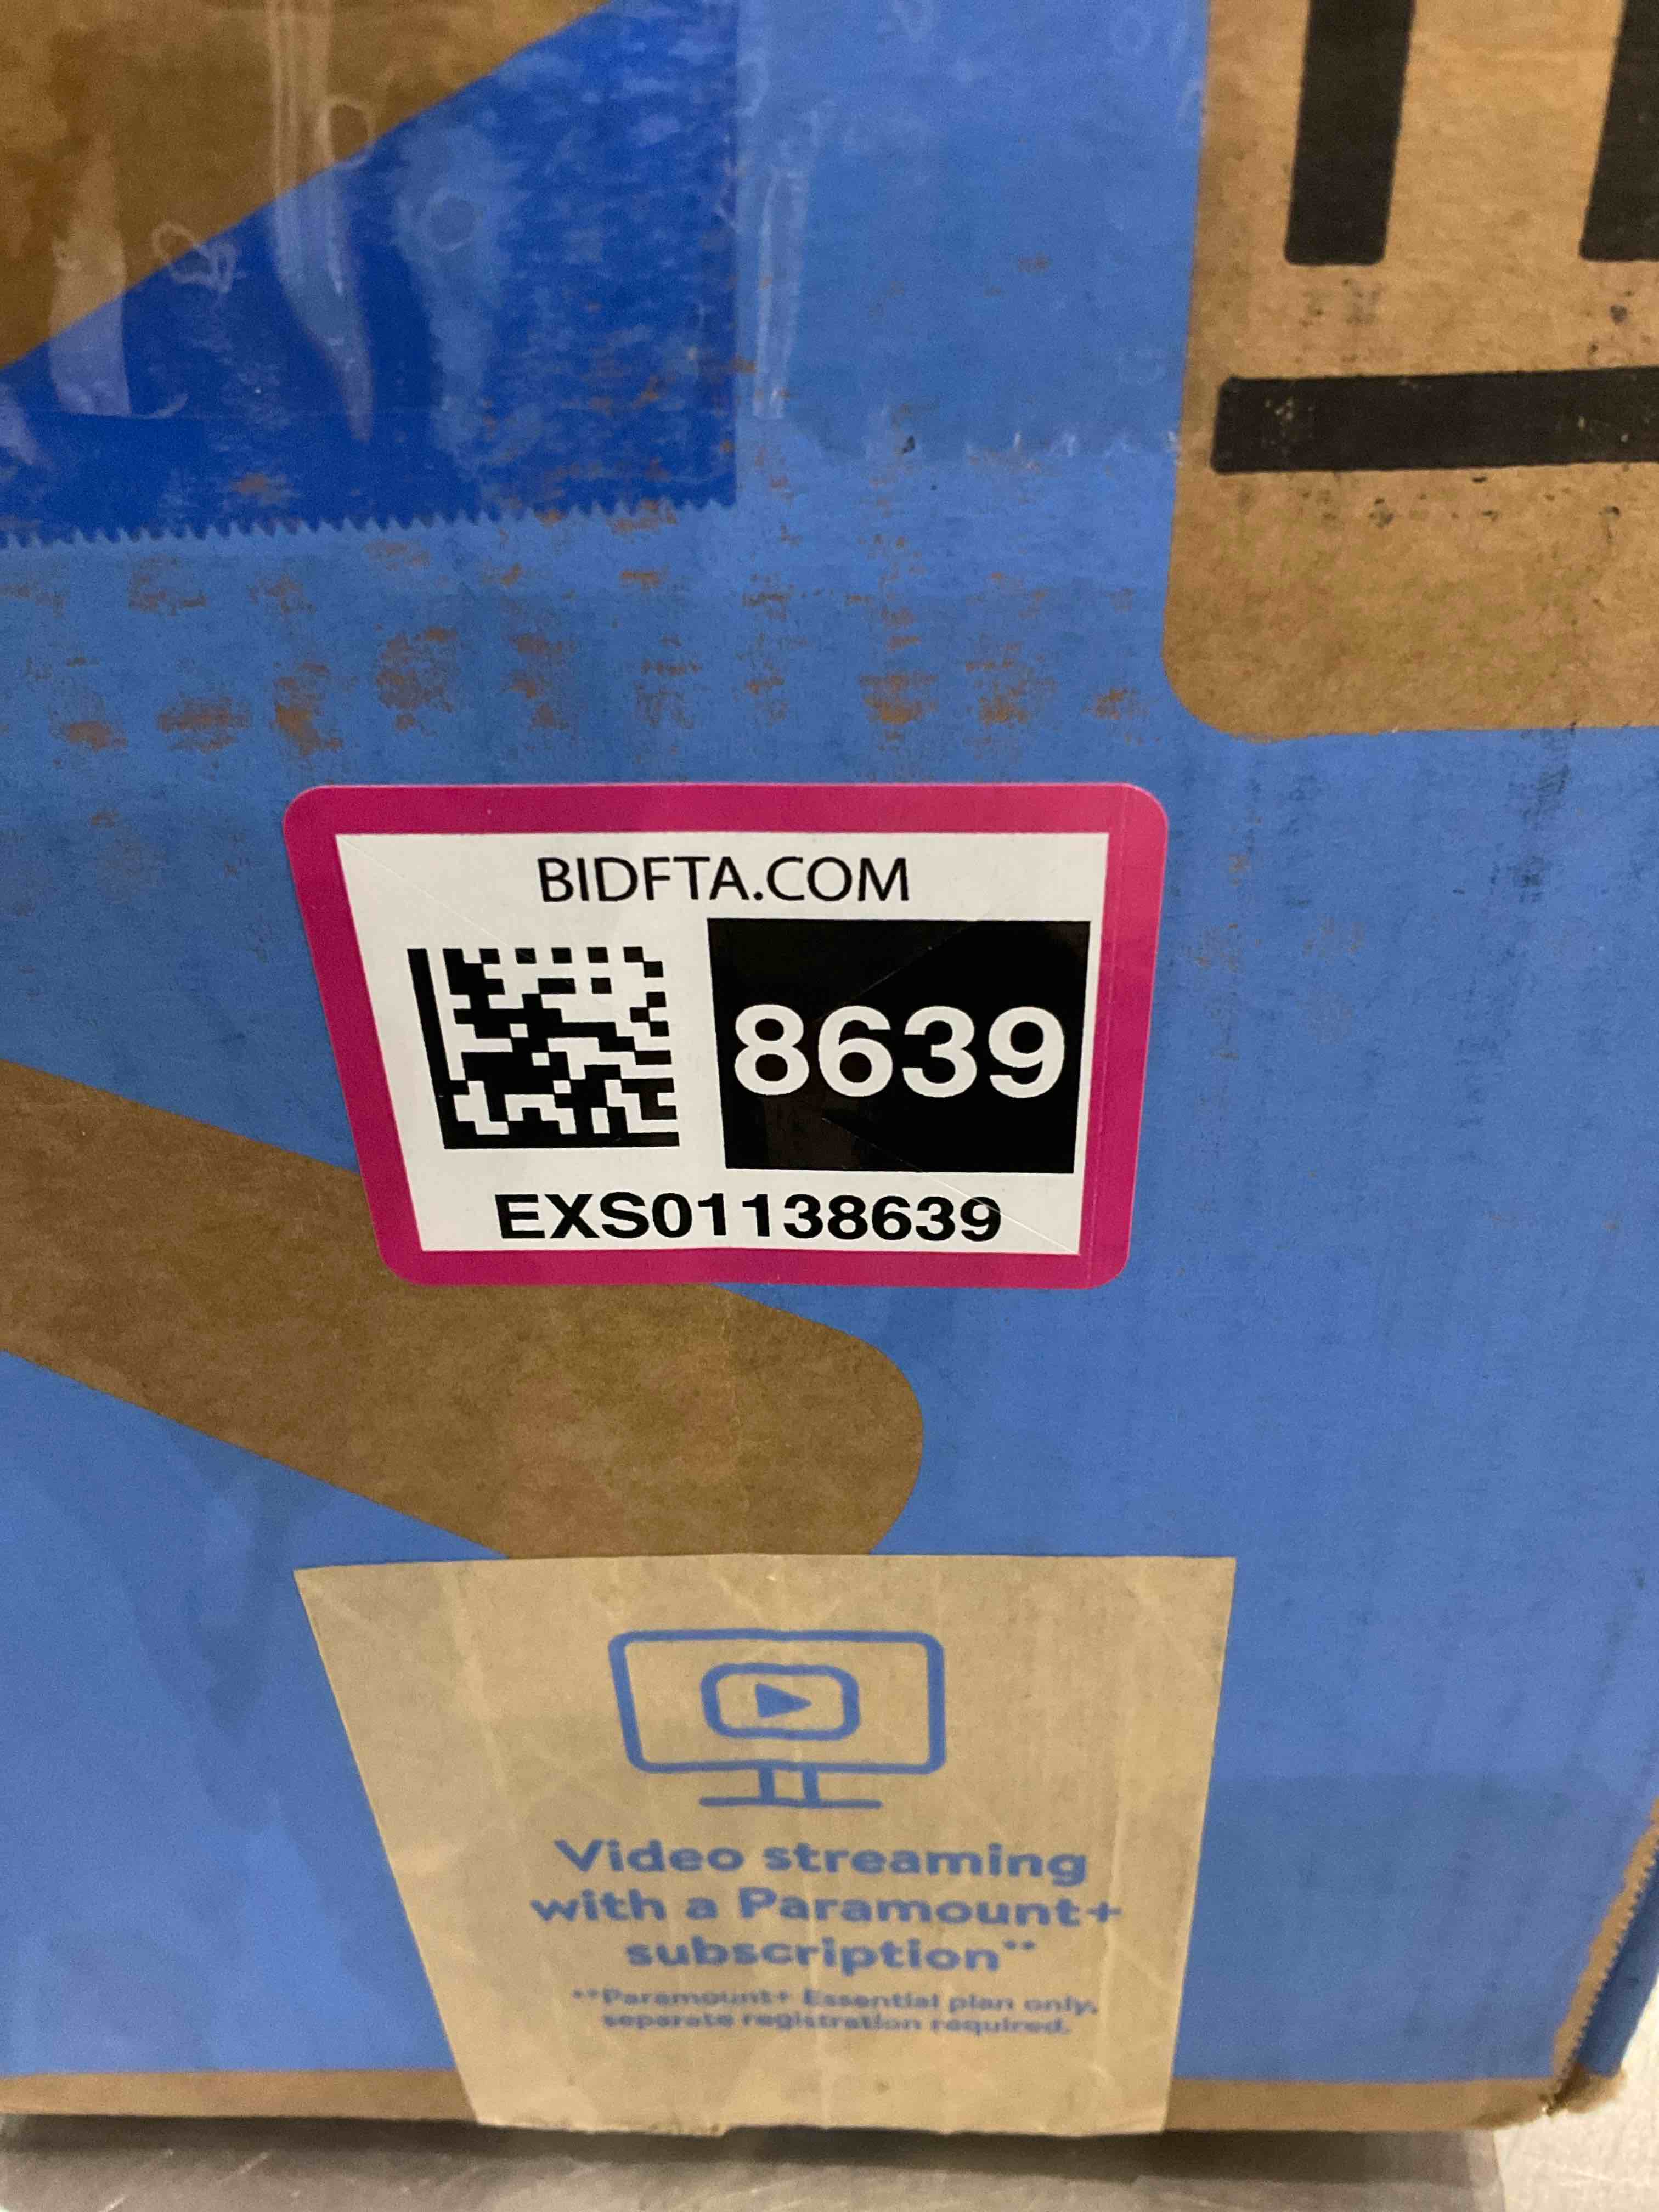 BIDFTA.COM
8639
EXS01138639
Video streaming
with a Paramount+
subscription**
**Paramount+ Essential plan only,
separate registration required.